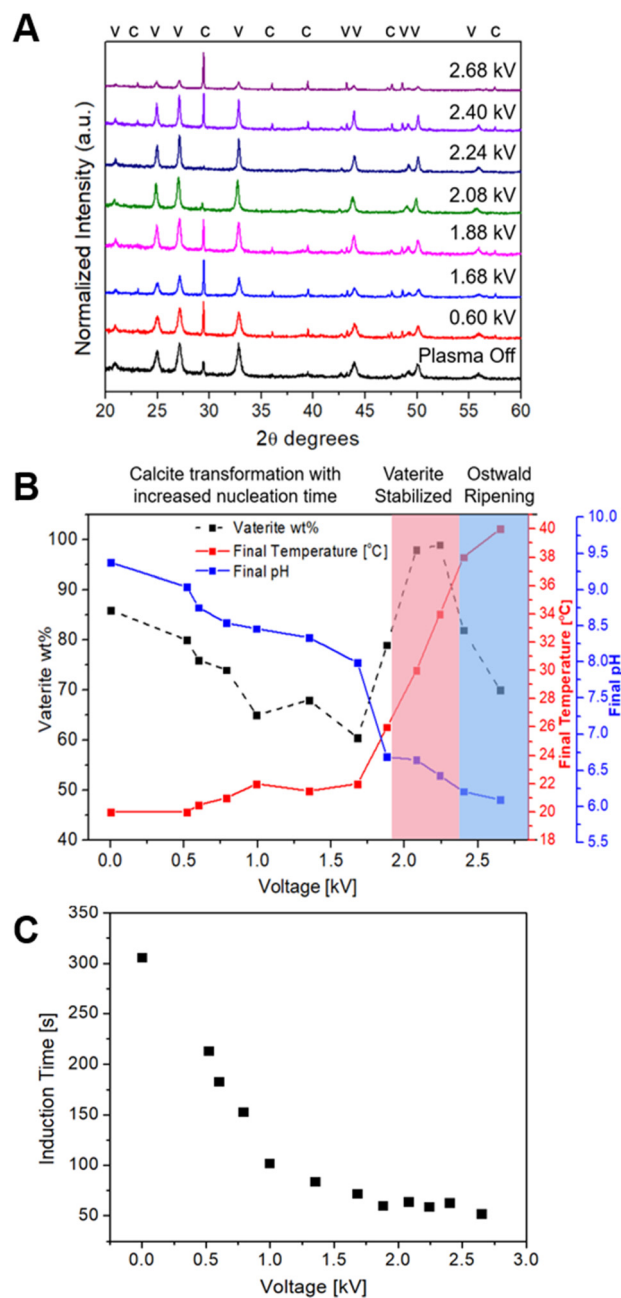 A
V C V V C V C C V V C V V V C
2.68 kV
2.40 kV
2.24 kV
2.08 kV
1.88 kV
1.68 kV
0.60 kV
Plasma Off
Normalized Intensity (a.u.)
20 25 30 35 40 45 50 55 60
2θ degrees
B
Calcite transformation with
increased nucleation time
Vaterite
Stabilized
Ostwald
Ripening
Vaterite wt%
Final Temperature [°C]
Final pH
100
90
80
70
60
50
40
Vaterite wt%
40
38
36
34
32
30
28
26
24
22
20
18
Final Temperature [°C]
10.0
9.5
9.0
8.5
8.0
7.5
7.0
6.5
6.0
5.5
Final pH
0.0 0.5 1.0 1.5 2.0 2.5
Voltage [kV]
C
350
300
250
200
150
100
50
Induction Time [s]
0.0 0.5 1.0 1.5 2.0 2.5 3.0
Voltage [kV]